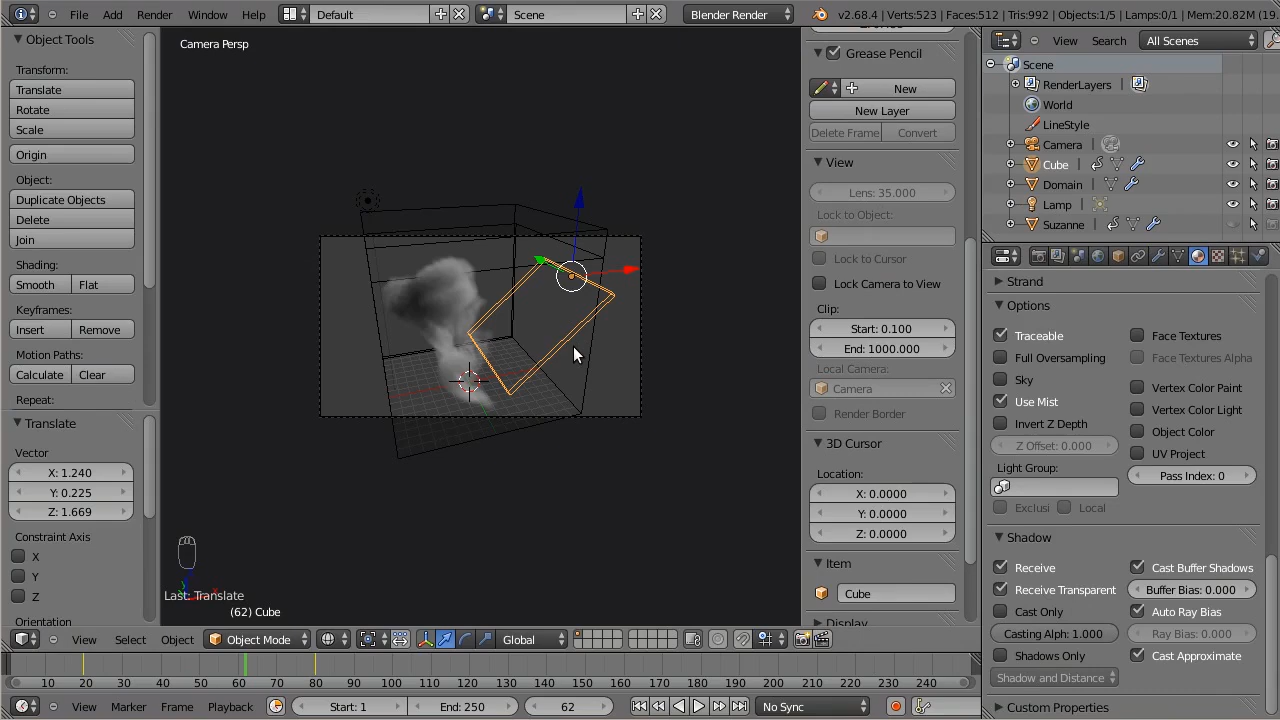 File Render Window Help Default Scene Blender Render v2.68.4 | Verts:523 | Faces:512 | Tris:992 | Objects:1/5 | Lamps:0/1 | Mem:20.82M (19.
Object Tools
Transform:
Translate
Rotate
Scale
Origin
Object:
Duplicate Objects
Delete
Join
Shading:
Smooth Flat
Keyframes:
Insert Remove
Motion Paths:
Calculate Clear
Repeat:
Translate
Vector
X: 1.240
Y: 0.225
Z: 1.669
Constraint Axis
X
Y
Z
Orientation
Camera Persp
Last: Translate
(62) Cube
Grease Pencil
New
New Layer
Delete Frame Convert
View
Lens: 35.000
Lock to Object:
Lock to Cursor
Lock Camera to View
Clip:
Start: 0.100
End: 1000.000
Local Camera:
Camera
Render Border
3D Cursor
Location:
X: 0.0000
Y: 0.0000
Z: 0.0000
Item
Cube
Display
View Search All Scenes
Scene
RenderLayers
World
LineStyle
Camera
Cube
Domain
Lamp
Suzanne
Strand
Options
Traceable Face Textures
Full Oversampling Face Textures Alpha
Sky Vertex Color Paint
Use Mist Vertex Color Light
Invert Z Depth Object Color
Z Offset: 0.000 UV Project
Light Group: Pass Index: 0
Exclusi Local
Shadow
Receive Cast Buffer Shadows
Receive Transparent Buffer Bias: 0.000
Cast Only Auto Ray Bias
Casting Alph: 1.000 Ray Bias: 0.000
Shadows Only Cast Approximate
Shadow and Distance
Custom Properties
View Select Object Object Mode Global
10 20 30 40 50 60 70 80 90 100 110 120 130 140 150 160 170 180 190 200 210 220 230 240
View Marker Frame Playback Start: 1 End: 250 62 No Sync